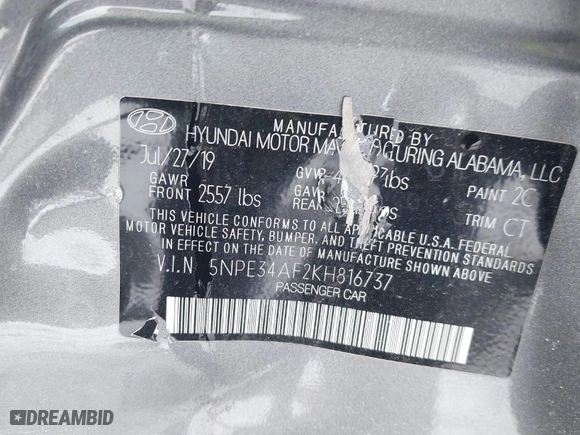 MANUFACTURED BY
HYUNDAI MOTOR ALABAMA, LLC
Jul/27/19
GAWR
FRONT 2557 lbs
REAR
PAINT 2C
TRIM CT
THIS VEHICLE CONFORMS TO ALL APPLICABLE U.S.A. FEDERAL
MOTOR VEHICLE SAFETY, BUMPER, AND THEFT PREVENTION STANDARDS
IN EFFECT ON THE DATE OF MANUFACTURE SHOWN ABOVE
V.I.N 5NPE34AF2KH816737
PASSENGER CAR
DREAMBID